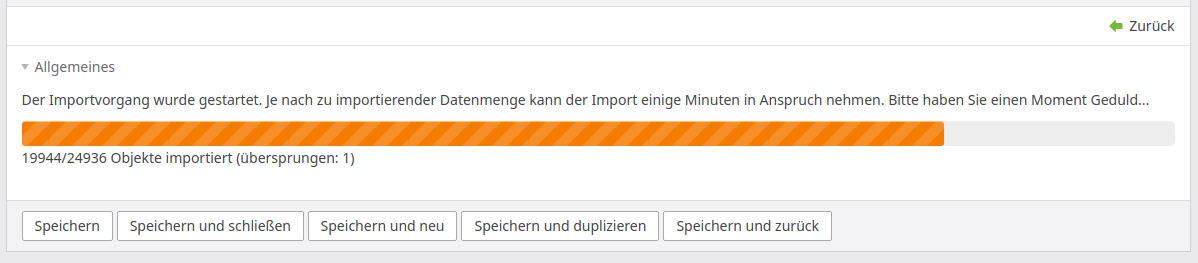 Zurück
Allgemeines
Der Importvorgang wurde gestartet. Je nach zu importierender Datenmenge kann der Import einige Minuten in Anspruch nehmen. Bitte haben Sie einen Moment Geduld...
19944/24936 Objekte importiert (übersprungen: 1)
Speichern Speichern und schließen Speichern und neu Speichern und duplizieren Speichern und zurück